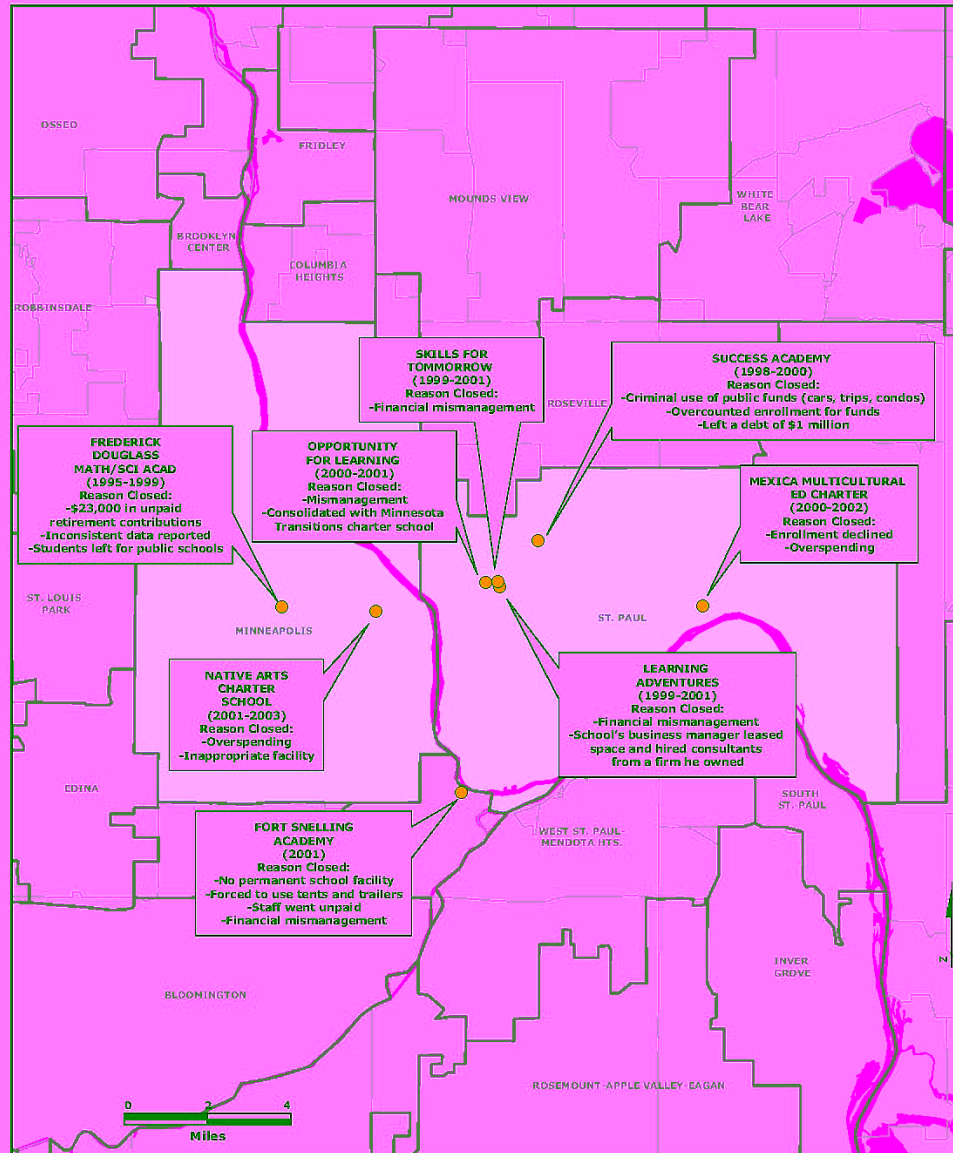 OSSEO
FRIDLEY
MOUNDS VIEW
WHITE
BEAR
LAKE
BROOKLYN
CENTER
COLUMBIA
HEIGHTS
ROBBINSDALE
SKILLS FOR
TOMMORROW
(1999-2001)
Reason Closed:
-Financial mismanagement
SUCCESS ACADEMY
(1998-2000)
Reason Closed:
-Criminal use of public funds (cars, trips, condos)
-Overcounted enrollment for funds
-Left a debt of $1 million
ROSEVILLE
FREDERICK
DOUGLASS
MATH/SCI ACAD
(1995-1999)
Reason Closed:
-$23,000 in unpaid
retirement contributions
-Inconsistent data reported
-Students left for public schools
OPPORTUNITY
FOR LEARNING
(2000-2001)
Reason Closed:
-Mismanagement
-Consolidated with Minnesota
Transitions charter school
MEXICA MULTICULTURAL
ED CHARTER
(2000-2002)
Reason Closed:
-Enrollment declined
-Overspending
ST. LOUIS
PARK
MINNEAPOLIS
ST. PAUL
NATIVE ARTS
CHARTER
SCHOOL
(2001-2003)
Reason Closed:
-Overspending
-Inappropriate facility
LEARNING
ADVENTURES
(1999-2001)
Reason Closed:
-Financial mismanagement
-School's business manager leased
space and hired consultants
from a firm he owned
EDINA
SOUTH
ST. PAUL
FORT SNELLING
ACADEMY
(2001)
Reason Closed:
-No permanent school facility
-Forced to use tents and trailers
-Staff went unpaid
-Financial mismanagement
WEST ST. PAUL-
MENDOTA HTS.
INVER
GROVE
N
BLOOMINGTON
ROSEMOUNT-APPLE VALLEY-EAGAN
0 2 4
Miles